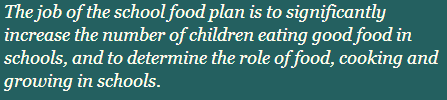 The job of the school food plan is to significantly
increase the number of children eating good food in
schools, and to determine the role of food, cooking and
growing in schools.